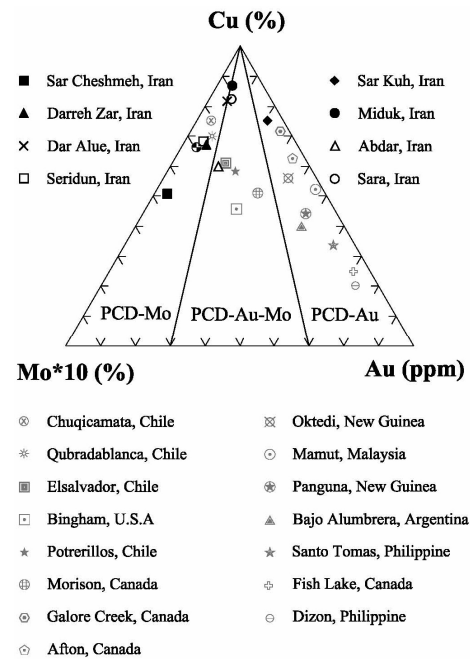 Cu (%)
Sar Cheshmeh, Iran
Sar Kuh, Iran
Darreh Zar, Iran
Miduk, Iran
Dar Alue, Iran
Abdar, Iran
Seridun, Iran
Sara, Iran
PCD-Mo
PCD-Au-Mo
PCD-Au
Mo*10 (%)
Au (ppm)
Chuqicamata, Chile
Oktedi, New Guinea
Qubradablanca, Chile
Mamut, Malaysia
Elsalvador, Chile
Panguna, New Guinea
Bingham, U.S.A
Bajo Alumbrera, Argentina
Potrerillos, Chile
Santo Tomas, Philippine
Morison, Canada
Fish Lake, Canada
Galore Creek, Canada
Dizon, Philippine
Afton, Canada